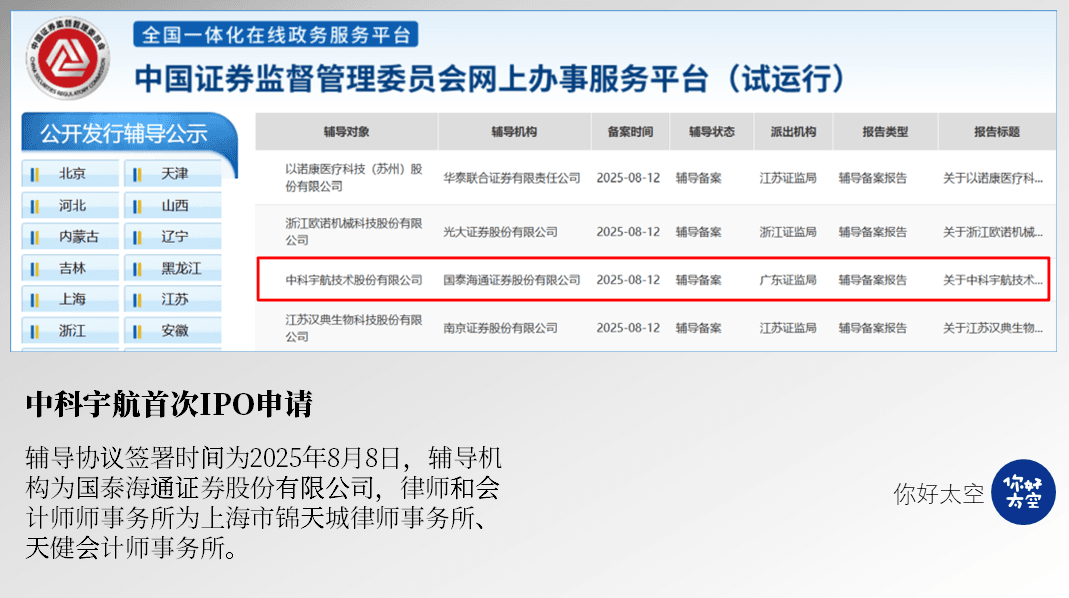 中国证券监督管理委员会
CHINA SECURITIES REGULATORY COMMISSION
全国一体化在线政务服务平台
中国证券监督管理委员会网上办事服务平台（试运行）
公开发行辅导公示
北京 天津
河北 山西
内蒙古 辽宁
吉林 黑龙江
上海 江苏
浙江 安徽
辅导对象 辅导机构 备案时间 辅导状态 派出机构 报告类型 报告标题
以诺康医疗科技（苏州）股
份有限公司
华泰联合证券有限责任公司 2025-08-12 辅导备案 江苏证监局 辅导备案报告 关于以诺康医疗科...
浙江欧诺机械科技股份有限
公司
光大证券股份有限公司 2025-08-12 辅导备案 浙江证监局 辅导备案报告 关于浙江欧诺机械...
中科宇航技术股份有限公司 国泰海通证券股份有限公司 2025-08-12 辅导备案 广东证监局 辅导备案报告 关于中科宇航技术...
江苏汉典生物科技股份有限
公司
南京证券股份有限公司 2025-08-12 辅导备案 江苏证监局 辅导备案报告 关于江苏汉典生物...
中科宇航首次IPO申请
辅导协议签署时间为2025年8月8日，辅导机
构为国泰海通证券股份有限公司，律师和会
计师师事务所为上海市锦天城律师事务所、
天健会计师事务所。
你好太空
你好
太空